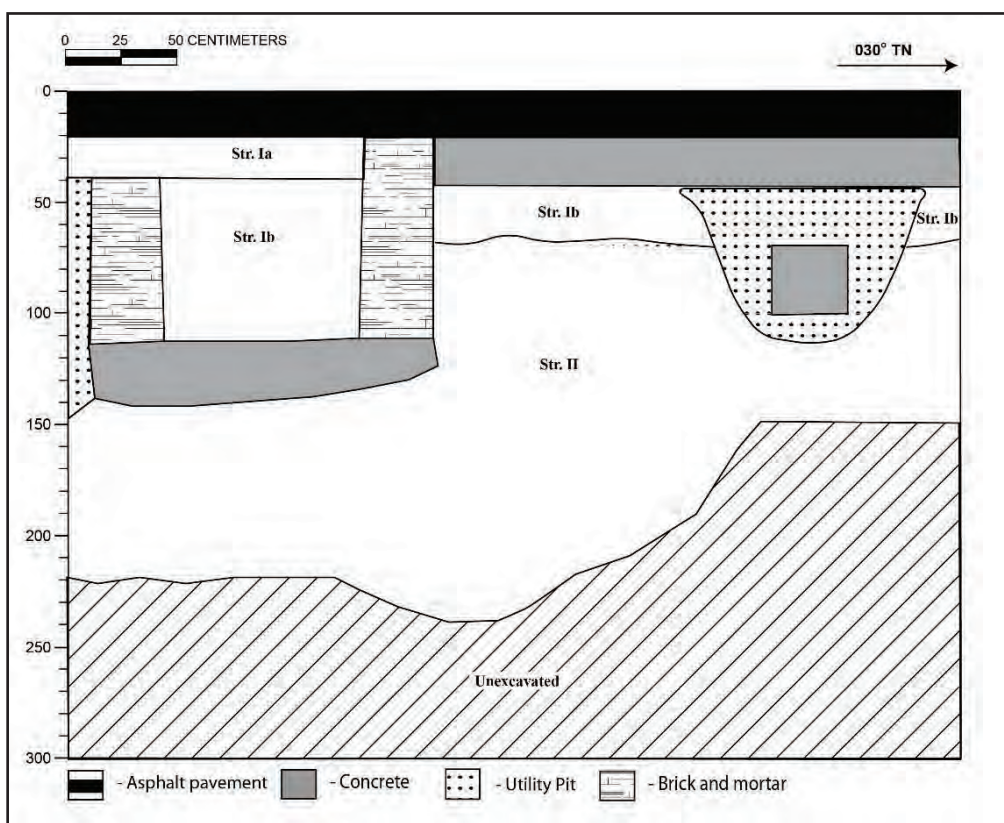 0 25 50 CENTIMETERS
030° TN
0
Str. Ia
50
Str. Ib
Str. Ib
Str. Ib
100
Str. II
150
200
250
Unexcavated
300
- Asphalt pavement - Concrete - Utility Pit - Brick and mortar